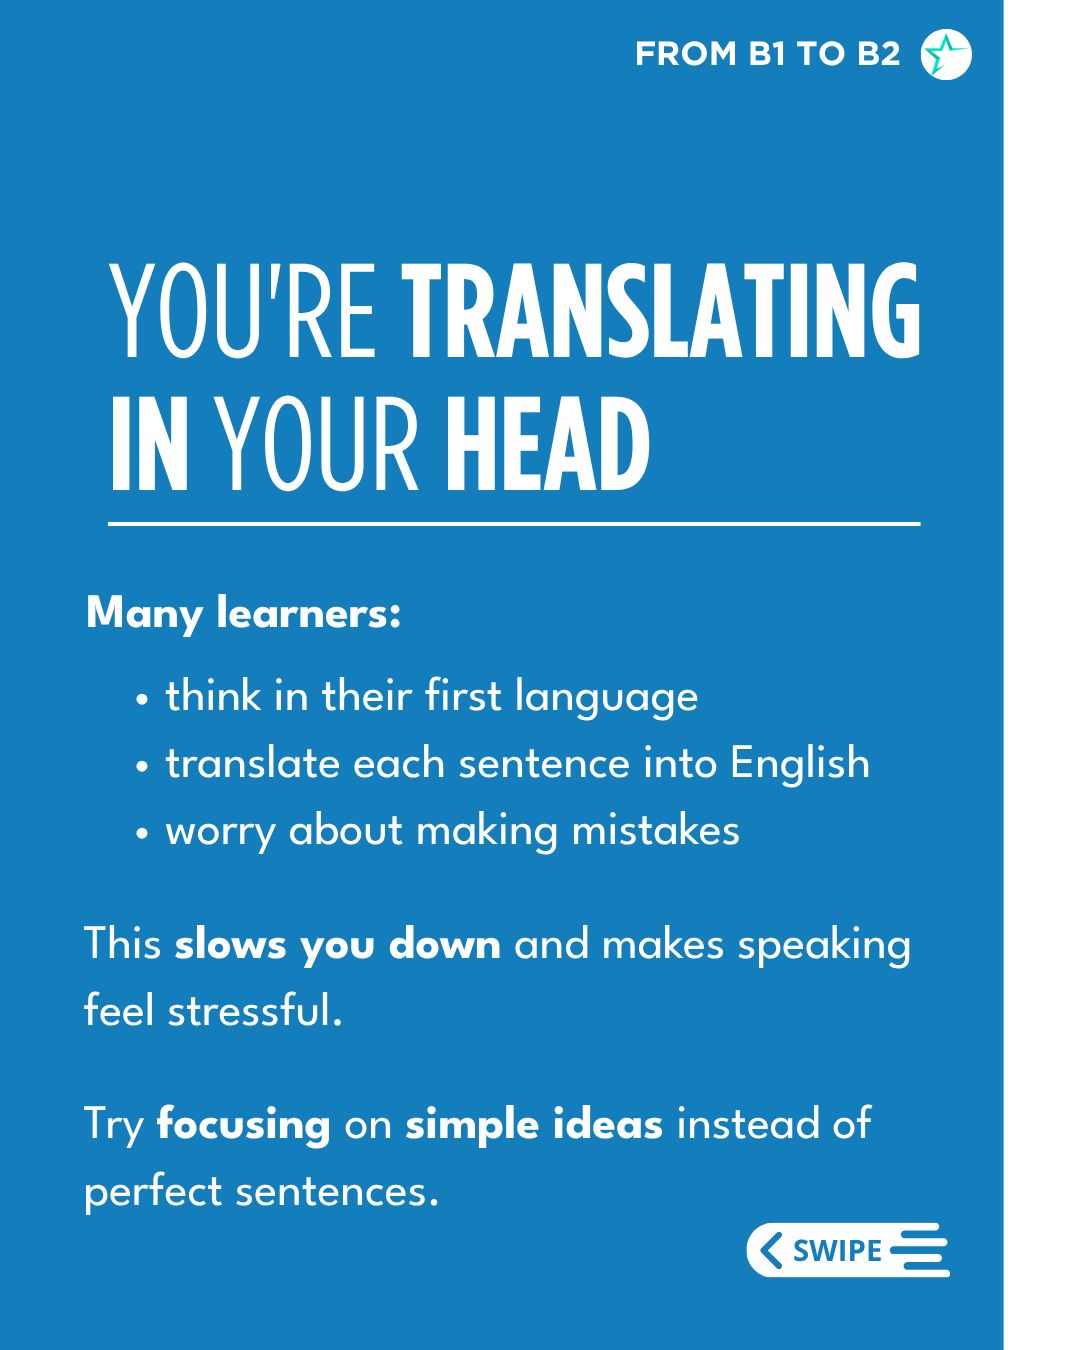 FROM B1 TO B2
YOU'RE TRANSLATING
IN YOUR HEAD
Many learners:
• think in their first language
• translate each sentence into English
• worry about making mistakes
This slows you down and makes speaking
feel stressful.
Try focusing on simple ideas instead of
perfect sentences.
SWIPE